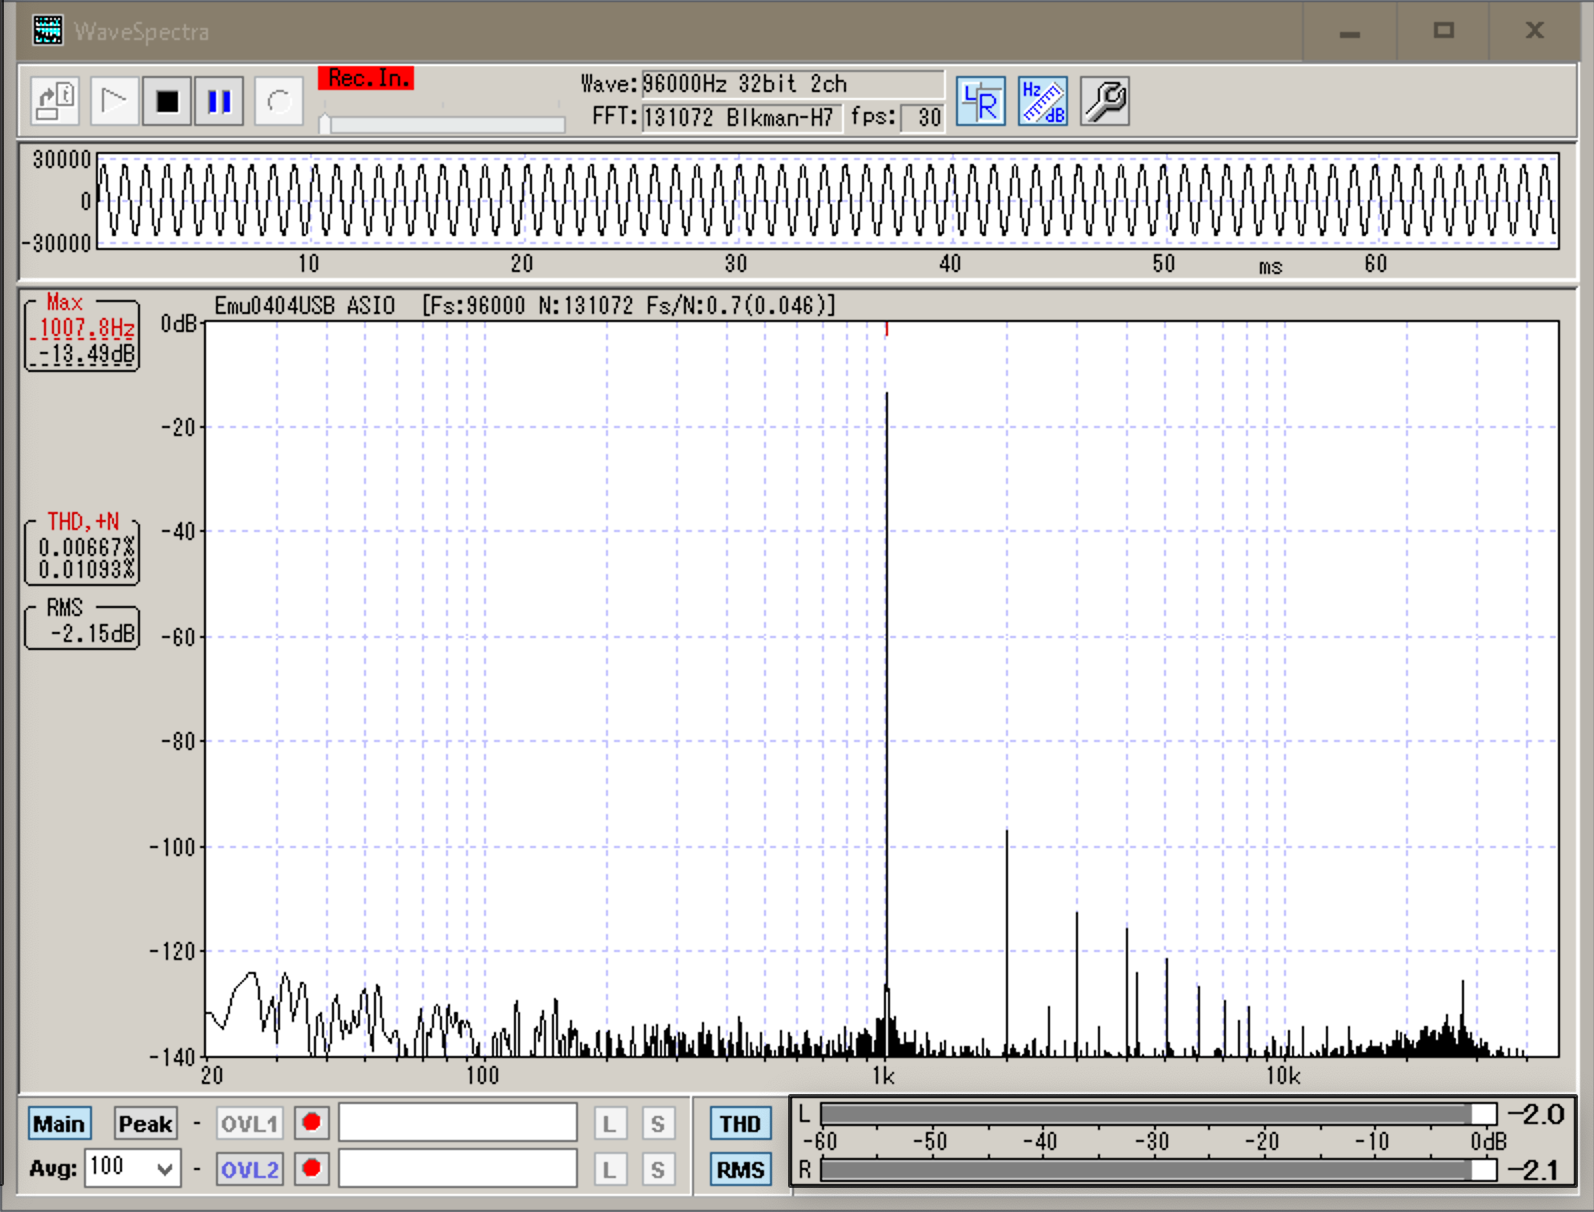 WaveSpectra
Rec.In.
Wave: 96000Hz 32bit 2ch
FFT: 131072 Blkman-H7 fps: 30
L R
Hz dB
30000
0
-30000
10 20 30 40 50 ms 60
Max
1007.8Hz
-13.49dB
THD,+N
0.00667%
0.01093%
RMS
-2.15dB
Emu0404USB ASIO [Fs:96000 N:131072 Fs/N:0.7(0.046)]
0dB
-20
-40
-60
-80
-100
-120
-140
20 100 1k 10k
Main Peak - OVL1 L S
Avg: 100 - OVL2 L S
THD
RMS
L -2.0
-60 -50 -40 -30 -20 -10 0dB
R -2.1